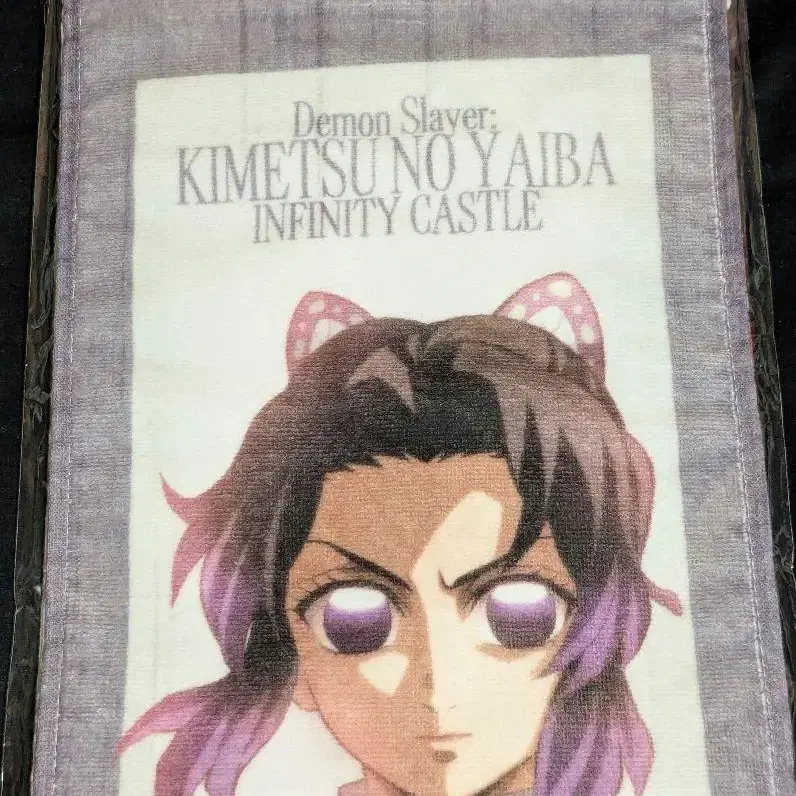 Demon Slayer:
KIMETSU NO YAIBA
INFINITY CASTLE